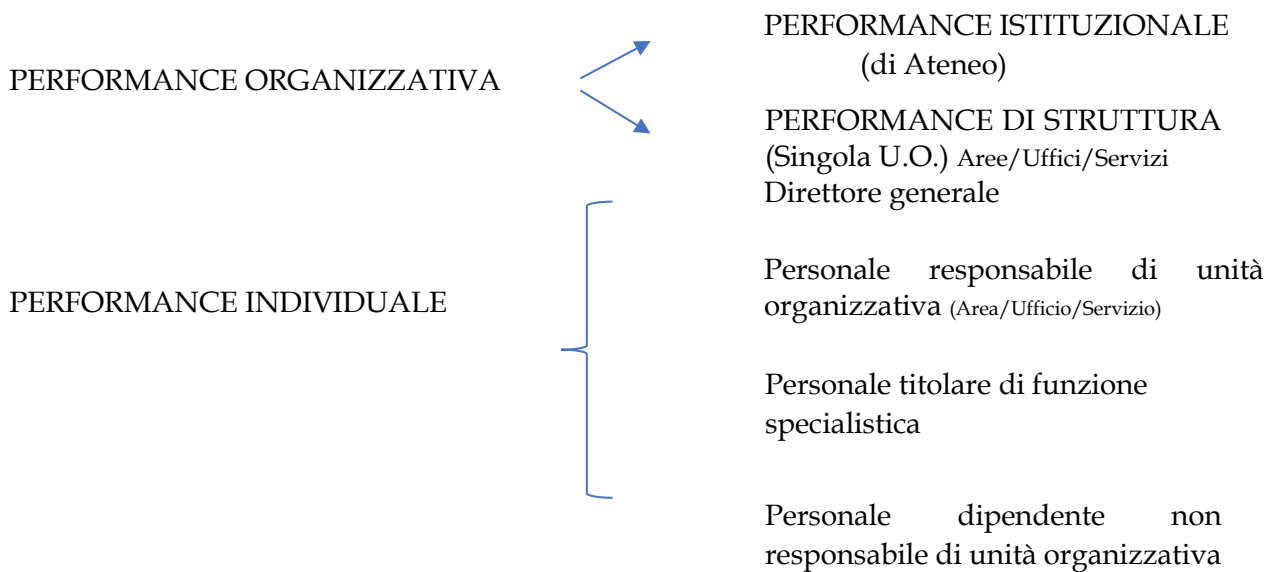 PERFORMANCE ORGANIZZATIVA
PERFORMANCE ISTITUZIONALE
(di Ateneo)
PERFORMANCE DI STRUTTURA
(Singola U.O.) Aree/Uffici/Servizi
PERFORMANCE INDIVIDUALE
Direttore generale
Personale responsabile di unità
organizzativa (Area/Ufficio/Servizio)
Personale titolare di funzione
specialistica
Personale dipendente non
responsabile di unità organizzativa